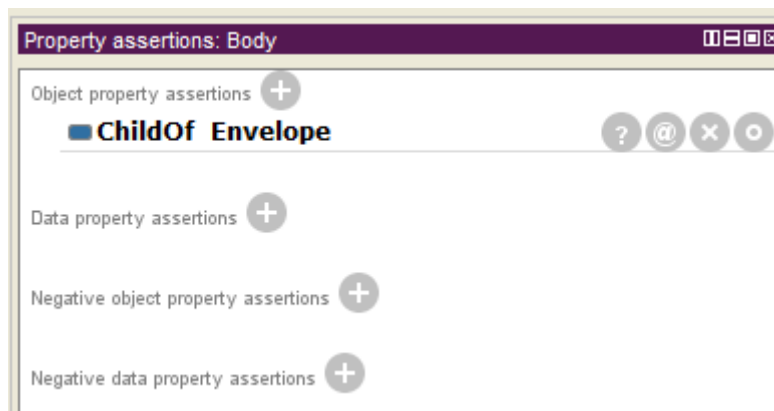 Property assertions: Body
Object property assertions
ChildOf Envelope
Data property assertions
Negative object property assertions
Negative data property assertions